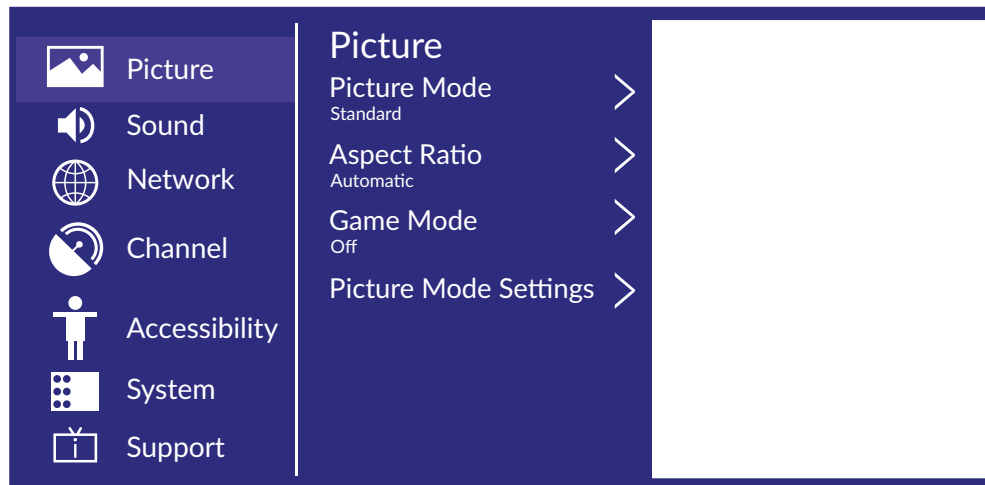 Picture
Sound
Network
Channel
Accessibility
System
i
Support
Picture
Picture Mode
Standard
Aspect Ratio
Automatic
Game Mode
Off
Picture Mode Settings